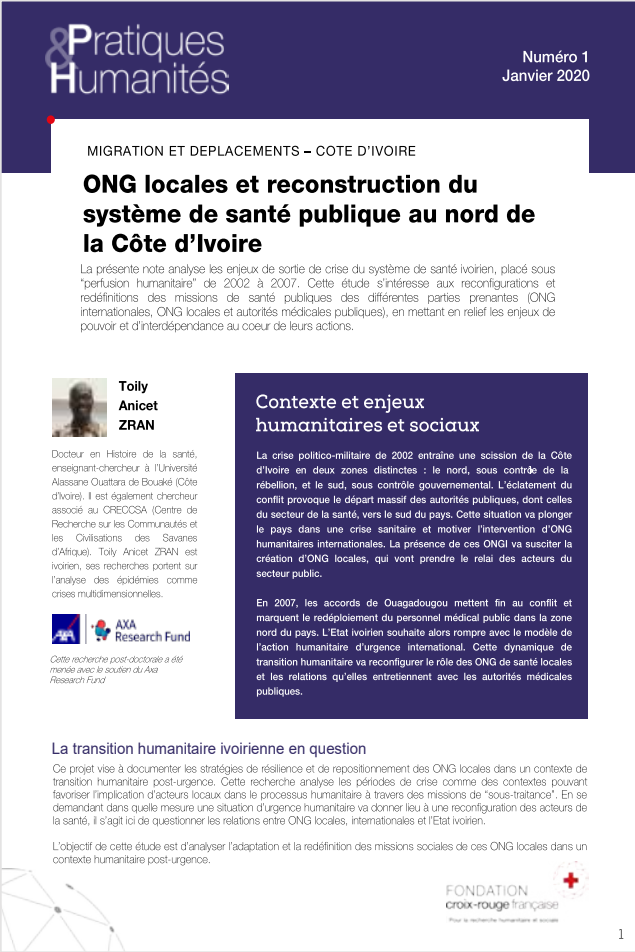 Pratiques
& Humanités
Numéro 1
Janvier 2020
MIGRATION ET DEPLACEMENTS – COTE D’IVOIRE
ONG locales et reconstruction du
système de santé publique au nord de
la Côte d’Ivoire
La présente note analyse les enjeux de sortie de crise du système de santé ivoirien, placé sous
“perfusion humanitaire” de 2002 à 2007. Cette étude s’intéresse aux reconfigurations et
redéfinitions des missions de santé publiques des différentes parties prenantes (ONG
internationales, ONG locales et autorités médicales publiques), en mettant en relief les enjeux de
pouvoir et d’interdépendance au coeur de leurs actions.
Toily
Anicet
ZRAN
Docteur en Histoire de la santé,
enseignant-chercheur à l’Université
Alassane Ouattara de Bouaké (Côte
d’Ivoire). Il est également chercheur
associé au CRECCSA (Centre de
Recherche sur les Communautés et
les Civilisations des Savanes
d’Afrique). Toily Anicet ZRAN est
ivoirien, ses recherches portent sur
l’analyse des épidémies comme
crises multidimensionnelles.
AXA
AXA
Research Fund
Cette recherche post-doctorale a été
menée avec le soutien du Axa
Research Fund
Contexte et enjeux
humanitaires et sociaux
La crise politico-militaire de 2002 entraîne une scission de la Côte
d’Ivoire en deux zones distinctes : le nord, sous contrôle de la
rébellion, et le sud, sous contrôle gouvernemental. L’éclatement du
conflit provoque le départ massif des autorités publiques, dont celles
du secteur de la santé, vers le sud du pays. Cette situation va plonger
le pays dans une crise sanitaire et motiver l’intervention d’ONG
humanitaires internationales. La présence de ces ONGI va susciter la
création d’ONG locales, qui vont prendre le relai des acteurs du
secteur public.
En 2007, les accords de Ouagadougou mettent fin au conflit et
marquent le redéploiement du personnel médical public dans la zone
nord du pays. L’Etat ivoirien souhaite alors rompre avec le modèle de
l’action humanitaire d’urgence international. Cette dynamique de
transition humanitaire va reconfigurer le rôle des ONG de santé locales
et les relations qu’elles entretiennent avec les autorités médicales
publiques.
La transition humanitaire ivoirienne en question
Ce projet vise à documenter les stratégies de résilience et de repositionnement des ONG locales dans un contexte de
transition humanitaire post-urgence. Cette recherche analyse les périodes de crise comme des contextes pouvant
favoriser l’implication d’acteurs locaux dans le processus humanitaire à travers des missions de “sous-traitance”. En se
demandant dans quelle mesure une situation d’urgence humanitaire va donner lieu à une reconfiguration des acteurs de
la santé, il s’agit ici de questionner les relations entre ONG locales, internationales et l’Etat ivoirien.
L’objectif de cette étude est d’analyser l’adaptation et la redéfinition des missions sociales de ces ONG locales dans un
contexte humanitaire post-urgence.
FONDATION
croix-rouge française
Pour la recherche humanitaire et sociale
1